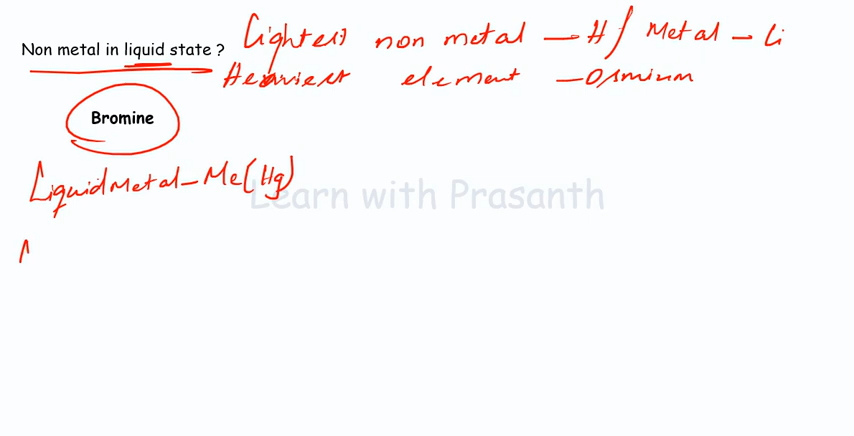 Non metal in liquid state ?
Lightest non metal — H / Metal – Li
Heaviest element — Osmium
Bromine
Liquid Metal – Me (Hg)
Learn with Prasanth